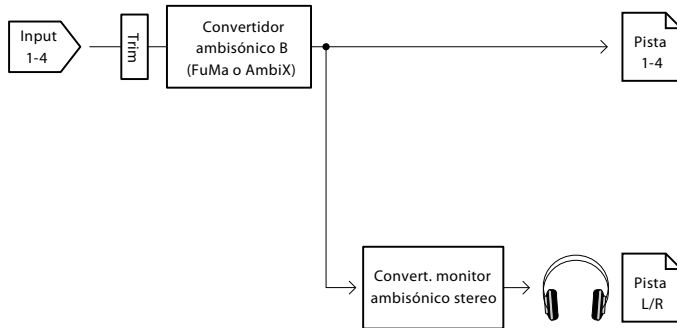 Input
1-4
Trim
Convertidor
ambisónico B
(FuMa o AmbiX)
Pista
1-4
Convert. monitor
ambisónico stereo
Pista
L/R